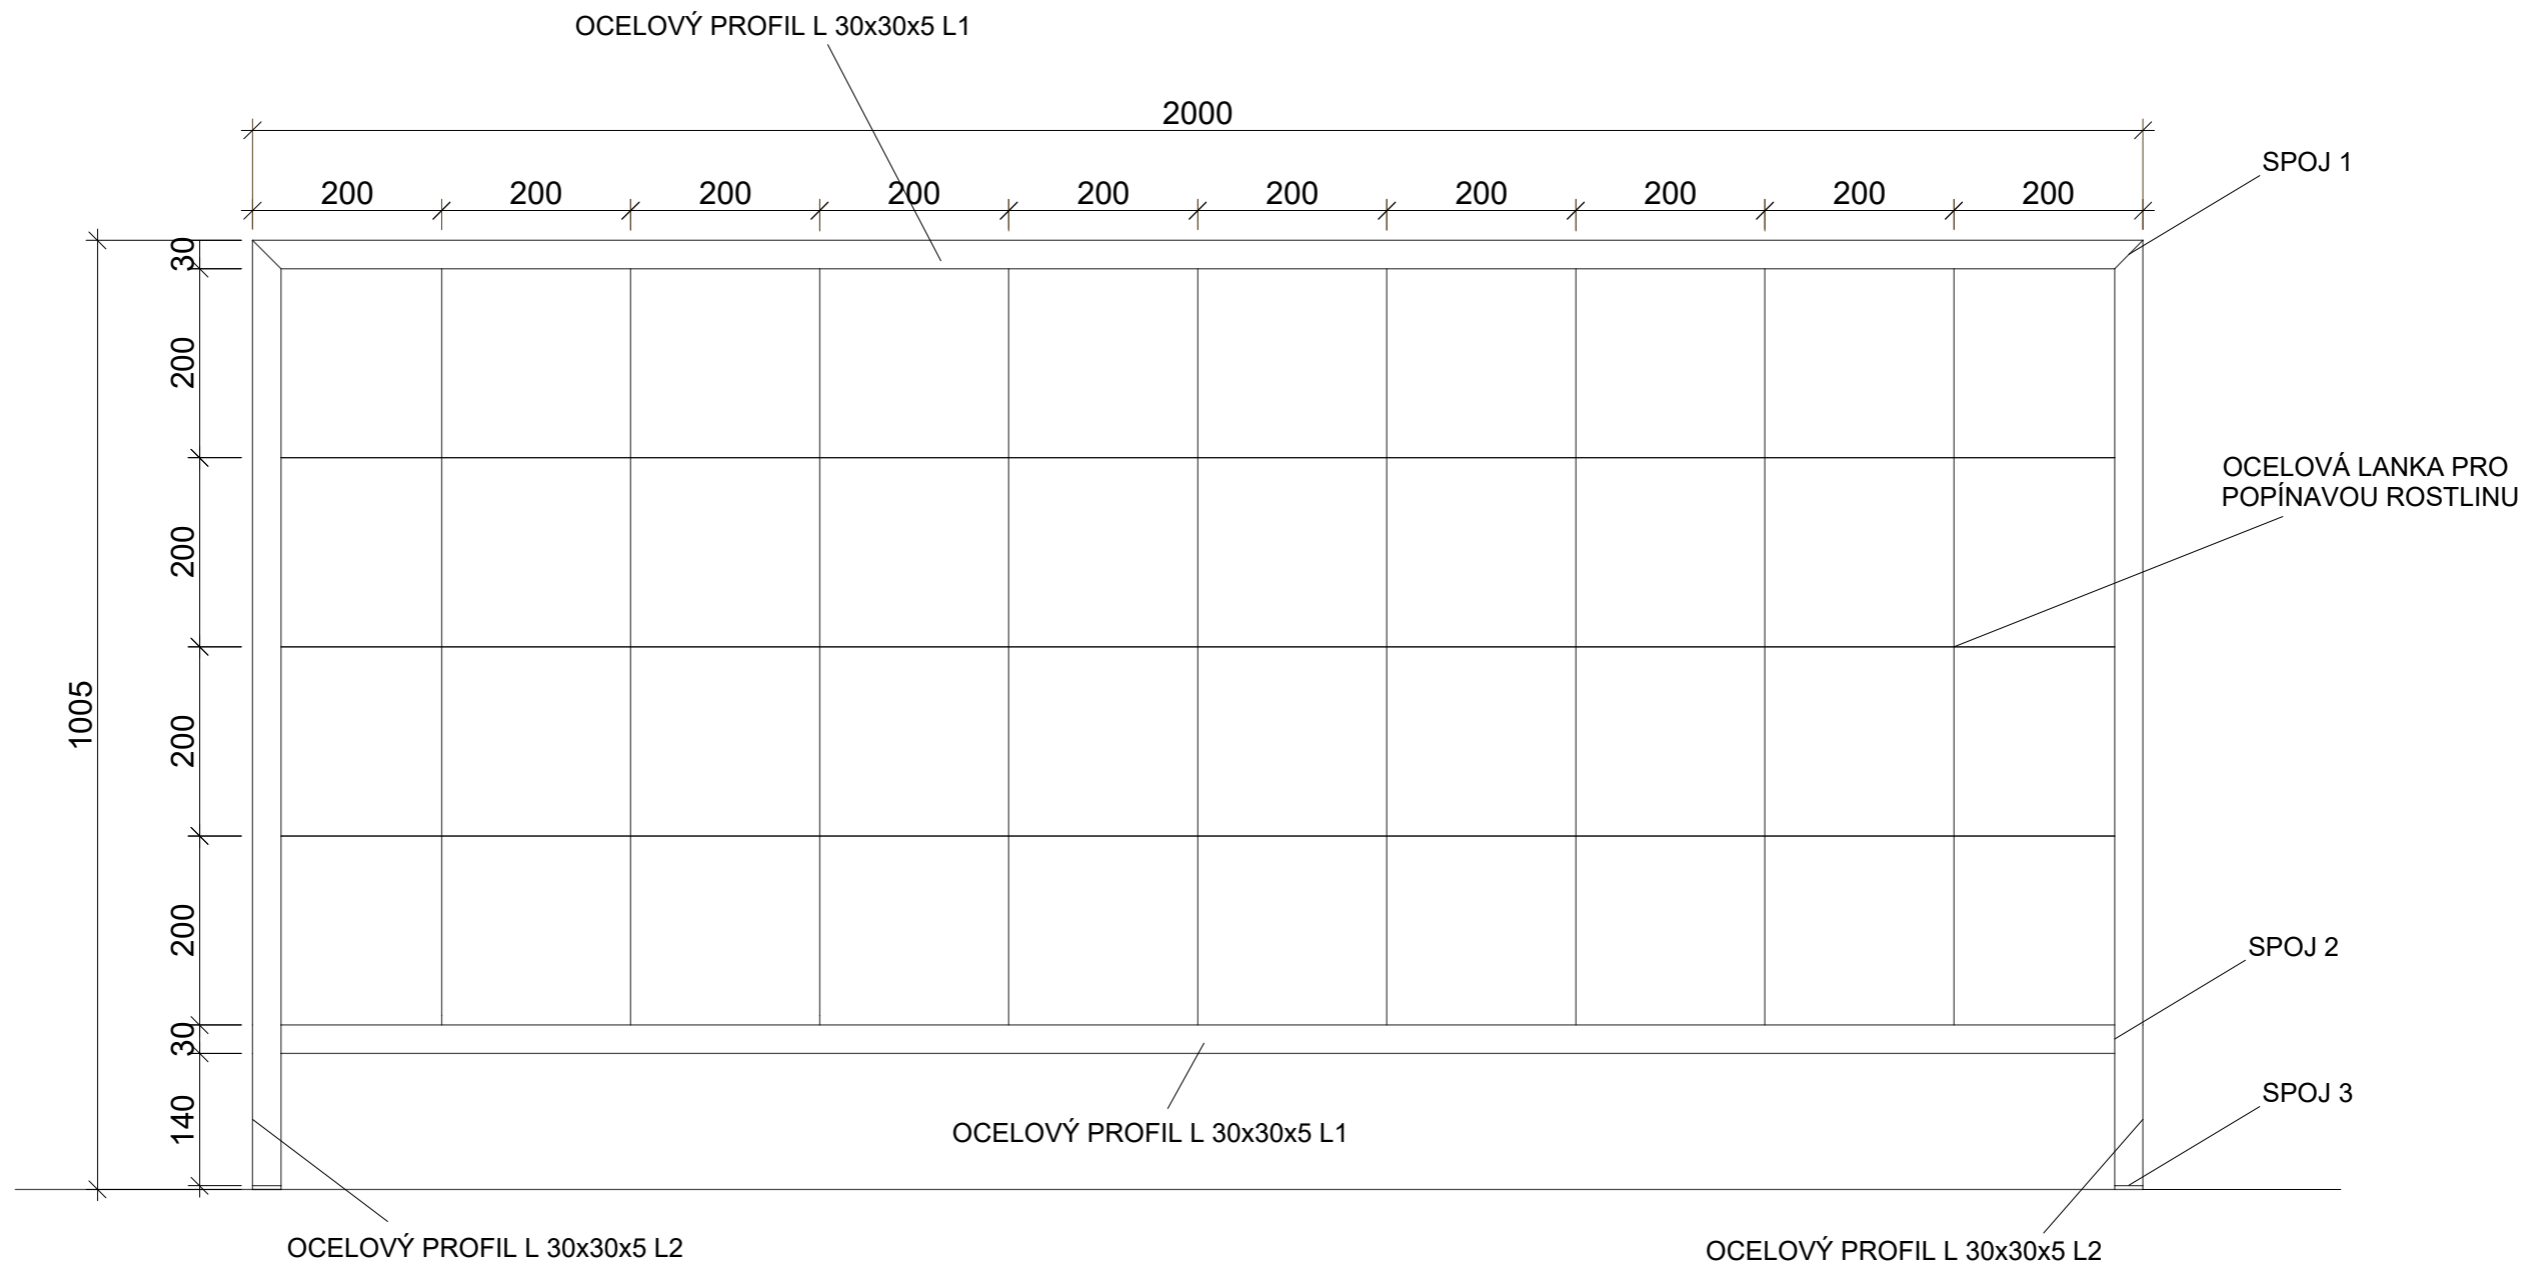 OCELOVÝ PROFIL L 30x30x5 L1
2000
SPOJ 1
200 200 200 200 200 200 200 200 200 200
30
200
200
200
200
30
140
1005
OCELOVÁ LANKA PRO
POPÍNAVOU ROSTLINU
SPOJ 2
SPOJ 3
OCELOVÝ PROFIL L 30x30x5 L1
OCELOVÝ PROFIL L 30x30x5 L2
OCELOVÝ PROFIL L 30x30x5 L2